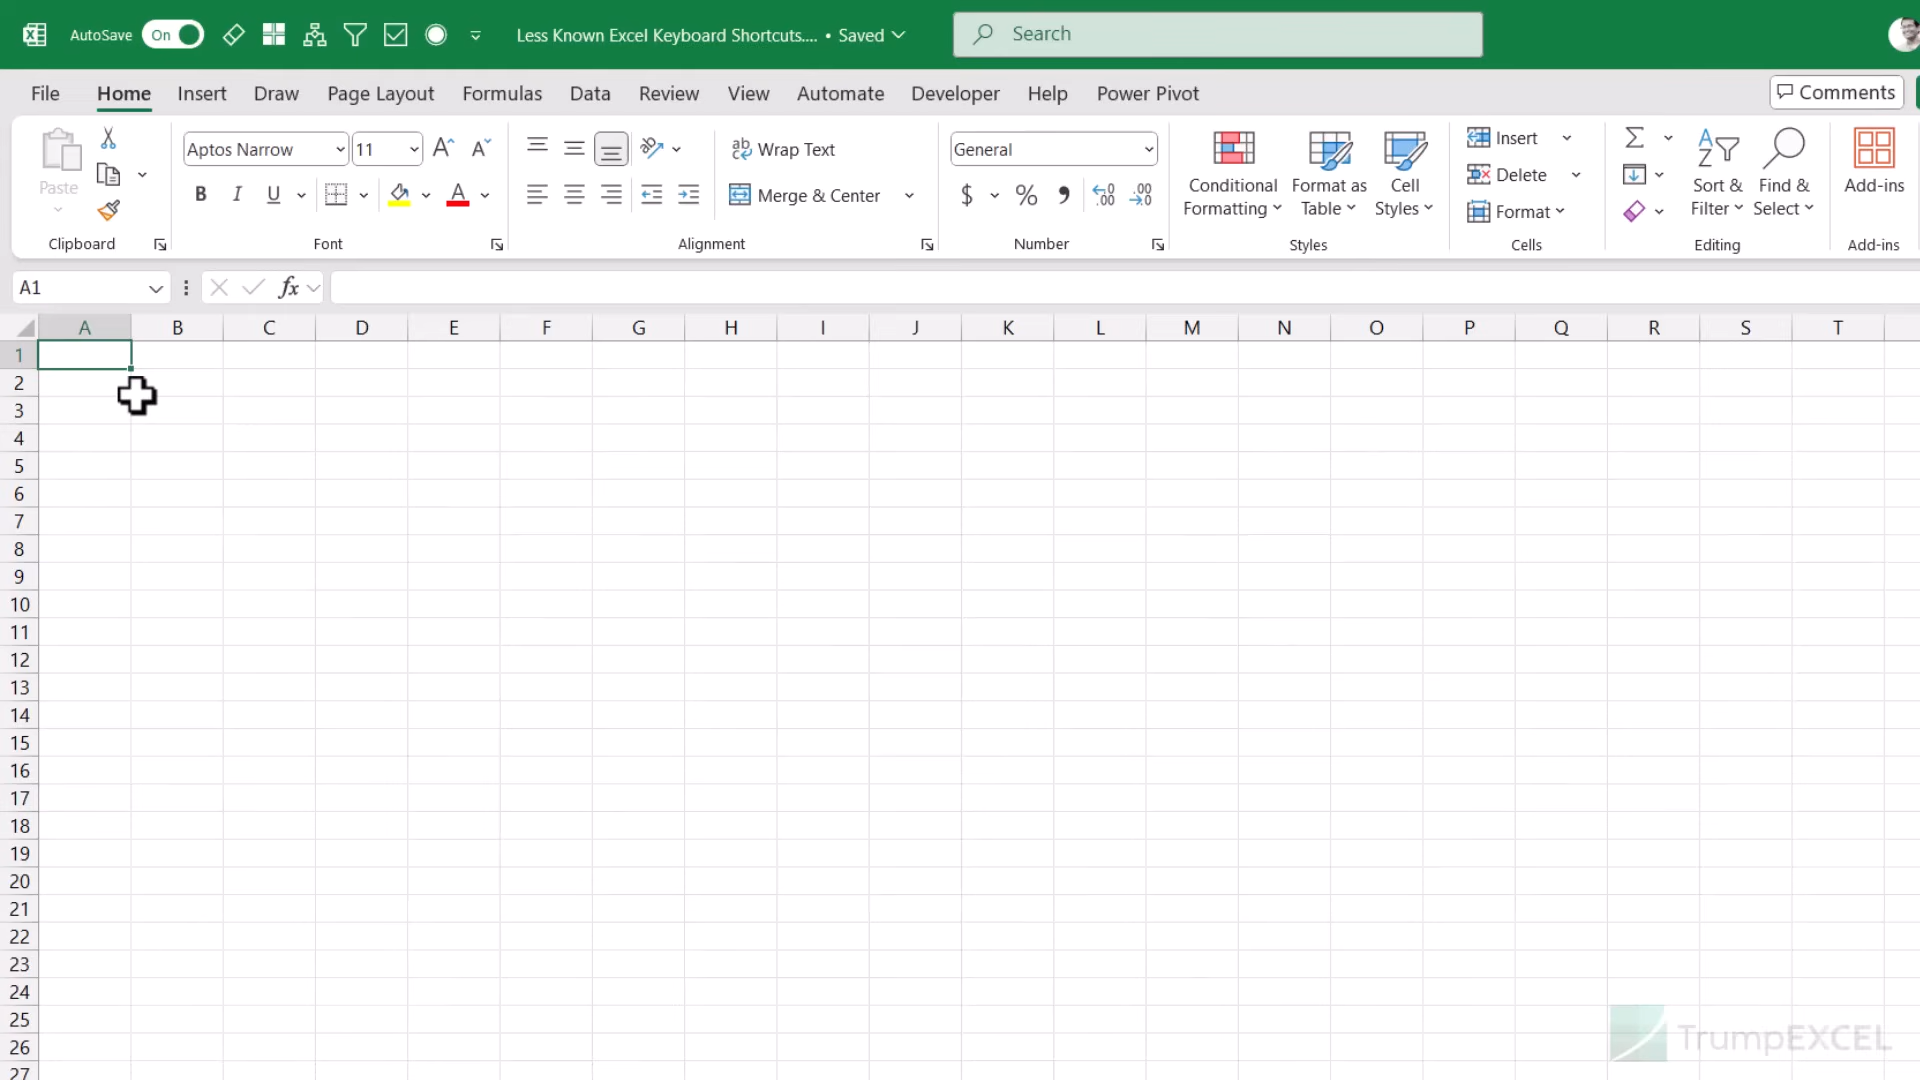 AutoSave On Less Known Excel Keyboard Shortcuts.... • Saved Search
File Home Insert Draw Page Layout Formulas Data Review View Automate Developer Help Power Pivot Comments
Paste
Clipboard
Aptos Narrow 11
B I U A
Font
Wrap Text
Merge & Center
Alignment
General
$ %
Number
Conditional Formatting
Format as Table
Cell Styles
Styles
Insert
Delete
Format
Cells
Sort & Filter
Find & Select
Editing
Add-ins
Add-ins
A1 fx
A B C D E F G H I J K L M N O P Q R S T
1
2
3
4
5
6
7
8
9
10
11
12
13
14
15
16
17
18
19
20
21
22
23
24
25
26
27
TrumpEXCEL